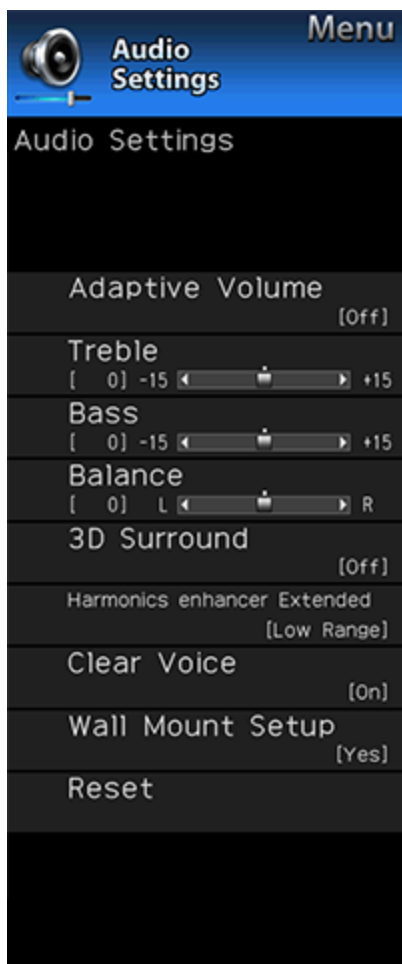 Menu
Audio
Settings
Audio Settings
Adaptive Volume
[Off]
Treble
[ 0] -15 +15
Bass
[ 0] -15 +15
Balance
[ 0] L R
3D Surround
[Off]
Harmonics enhancer Extended
[Low Range]
Clear Voice
[On]
Wall Mount Setup
[Yes]
Reset